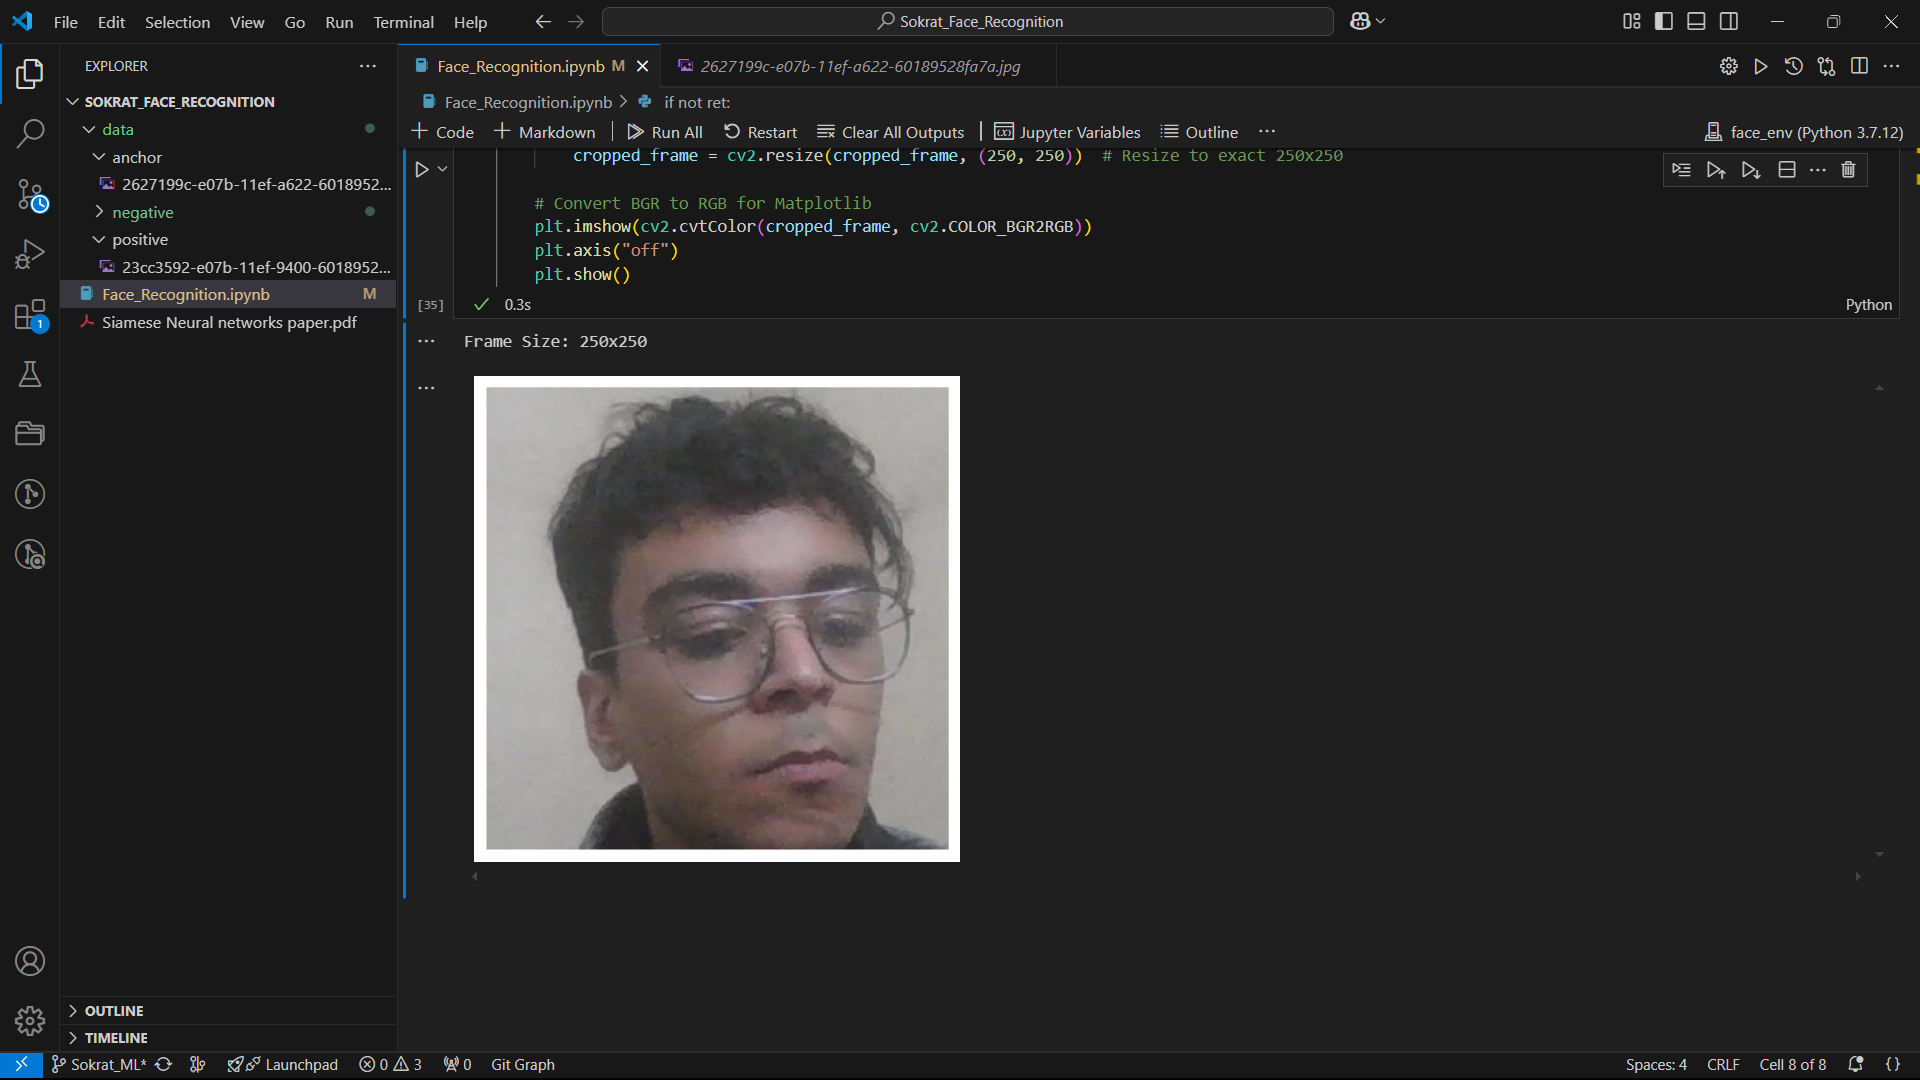 File Edit Selection View Go Run Terminal Help
Sokrat_Face_Recognition
EXPLORER
SOKRAT_FACE_RECOGNITION
data
anchor
2627199c-e07b-11ef-a622-6018952...
negative
positive
23cc3592-e07b-11ef-9400-6018952...
Face_Recognition.ipynb M
Siamese Neural networks paper.pdf
OUTLINE
TIMELINE
Face_Recognition.ipynb M
2627199c-e07b-11ef-a622-60189528fa7a.jpg
Face_Recognition.ipynb > if not ret:
+ Code + Markdown | Run All Restart Clear All Outputs | Jupyter Variables Outline ...
face_env (Python 3.7.12)
cropped_frame = cv2.resize(cropped_frame, (250, 250))  # Resize to exact 250x250
# Convert BGR to RGB for Matplotlib
plt.imshow(cv2.cvtColor(cropped_frame, cv2.COLOR_BGR2RGB))
plt.axis("off")
plt.show()
[35] 0.3s Python
Frame Size: 250x250
1
Sokrat_ML* Launchpad 0 3 0 Git Graph
Spaces: 4 CRLF Cell 8 of 8 {}